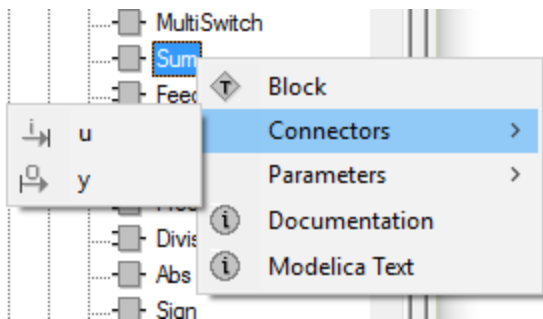 MultiSwitch
Sum
Feed
Block
Connectors
u
y
Parameters
Documentation
Divis
Modelica Text
Abs
Sign